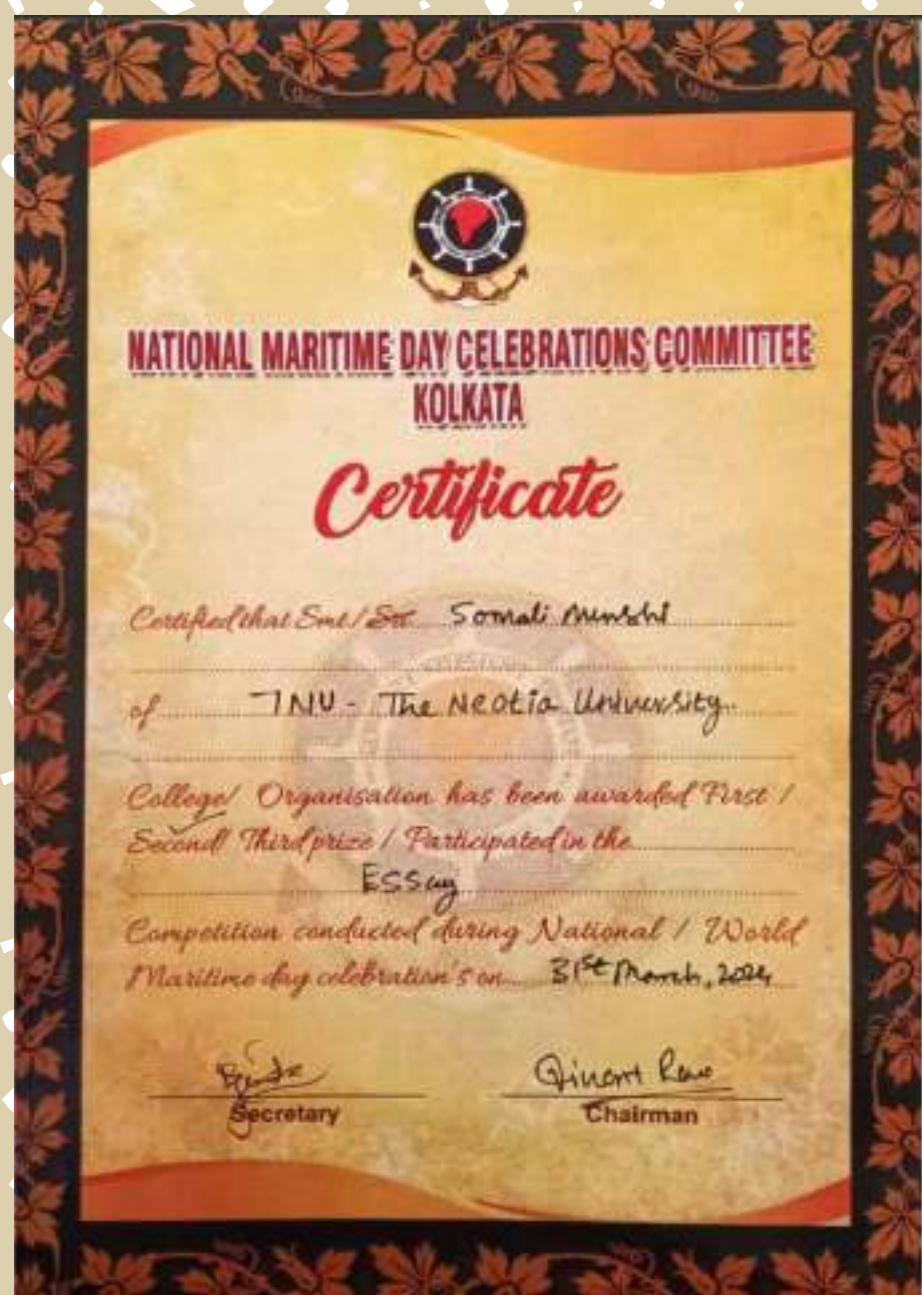 NATIONAL MARITIME DAY CELEBRATIONS COMMITTEE
KOLKATA
Certificate
Certified that Smt / Sri Somali Munshi
of TNU - The Neotia University
College/ Organisation has been awarded First /
Second/ Third prize / Participated in the
Essay
Competition conducted during National / World
Maritime day celebration's on 31st March, 2024
Secretary
Chairman